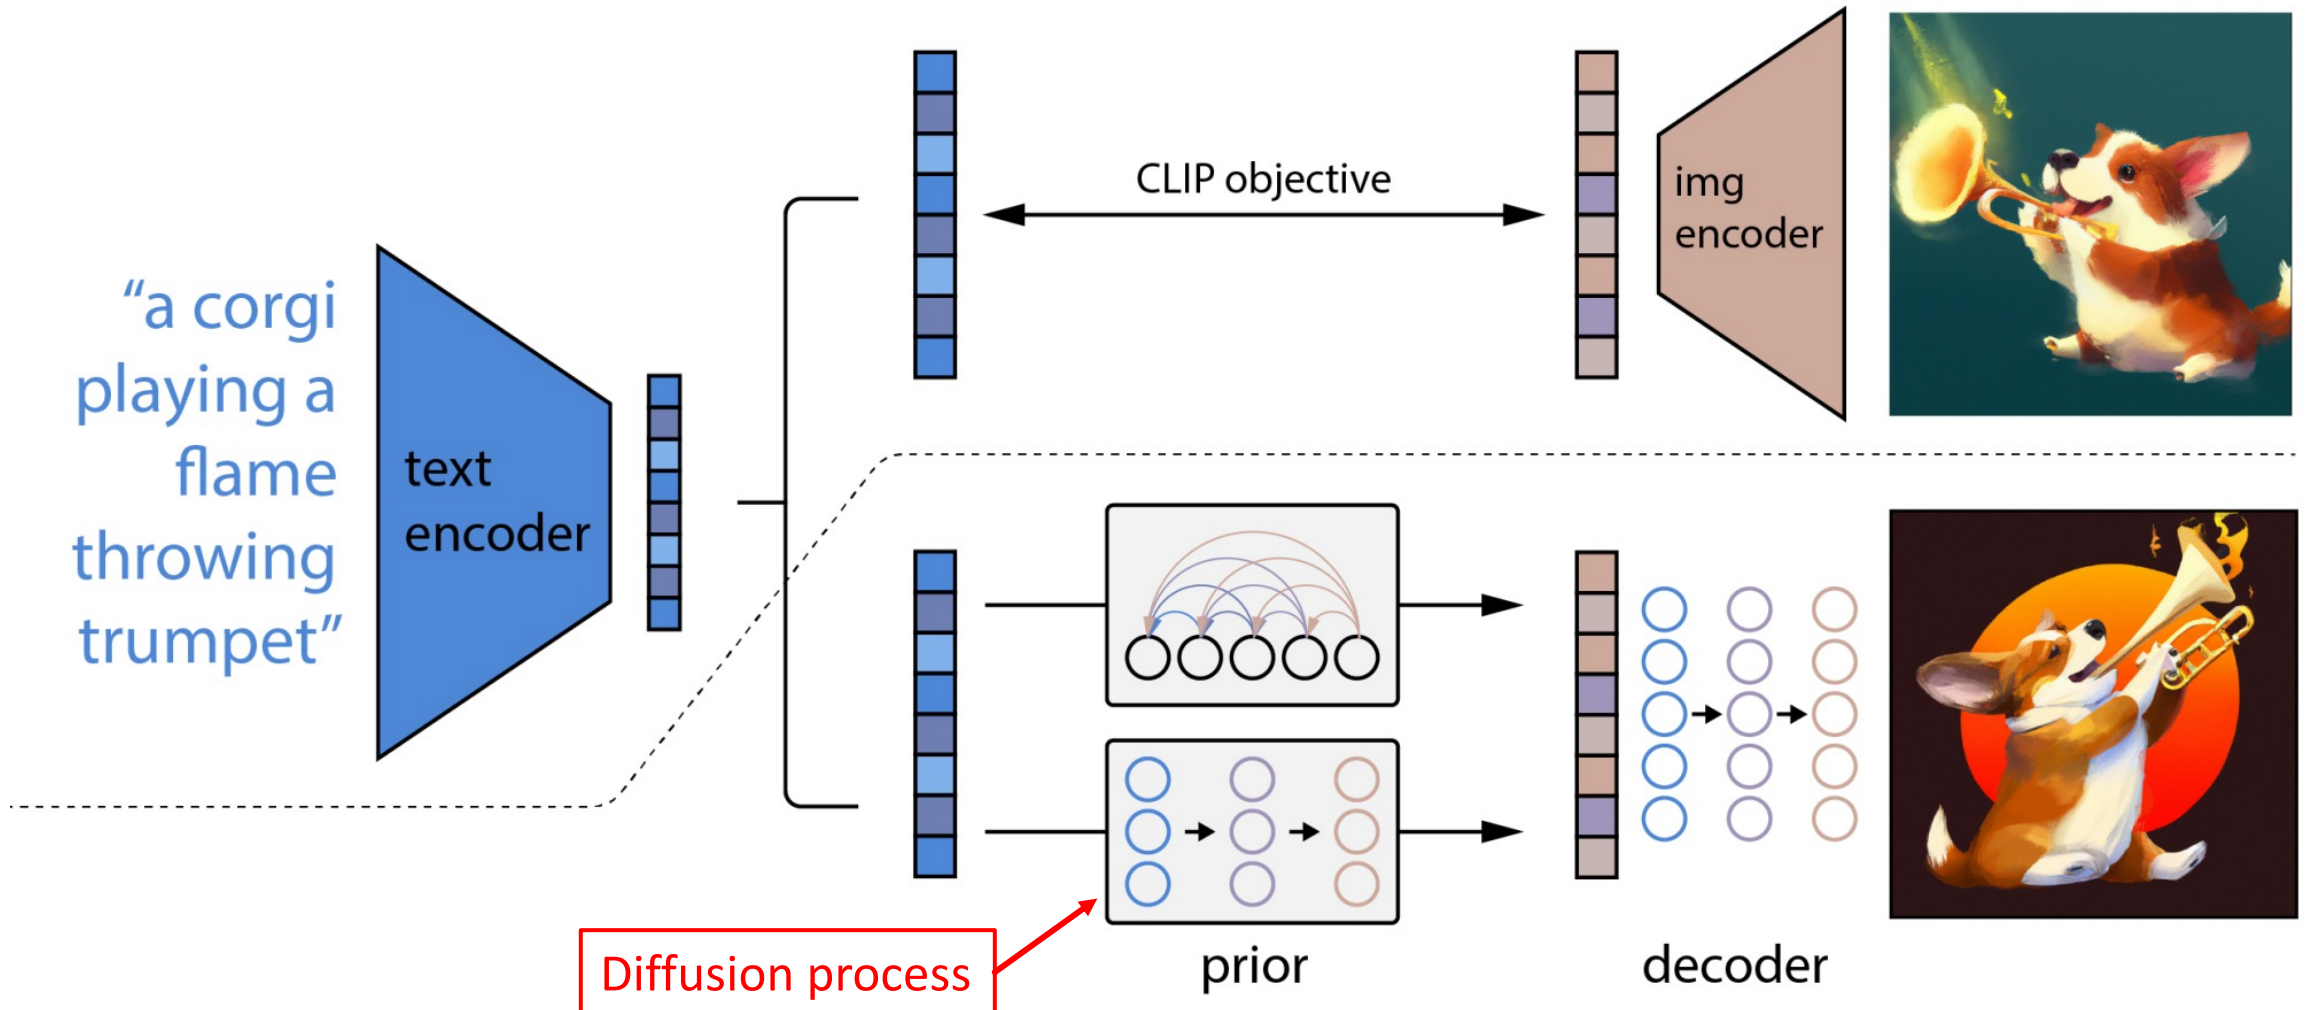 “a corgi
playing a
flame
throwing
trumpet”
text
encoder
CLIP objective
img
encoder
Diffusion process
prior
decoder